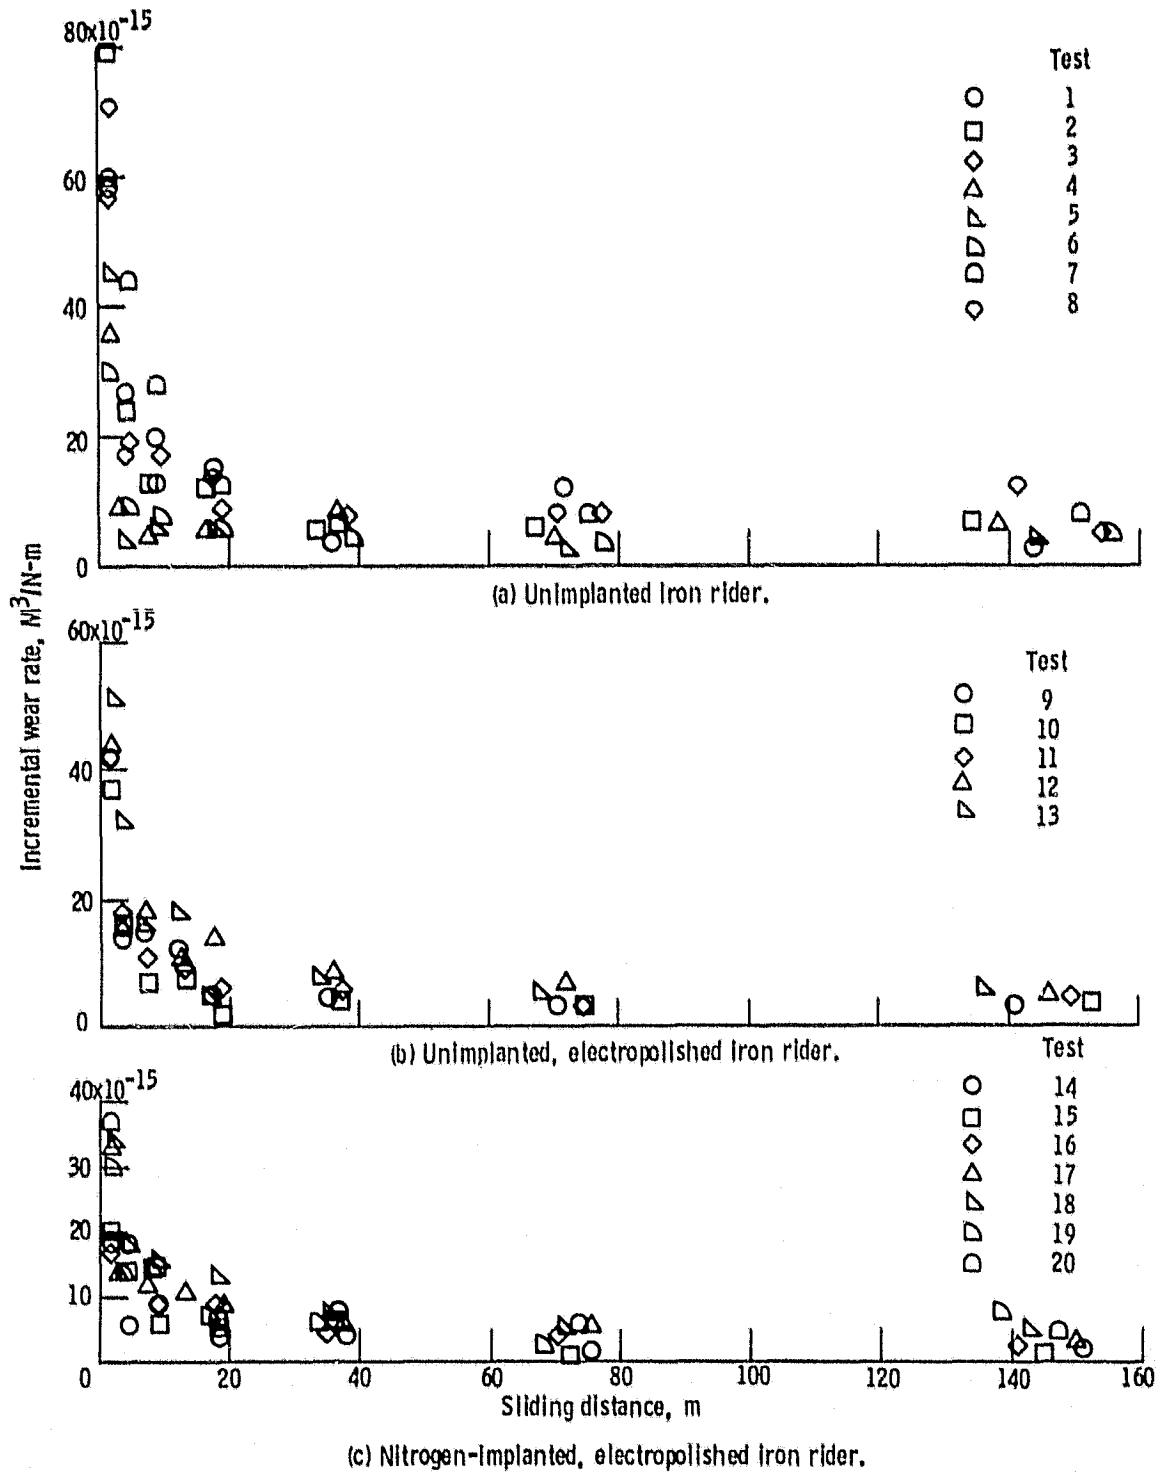 80x10-15
60
40
20
0
Test
1
2
3
4
5
6
7
8
(a) Unimplanted iron rider.
Incremental wear rate, M3/N-m
60x10-15
40
20
0
Test
9
10
11
12
13
(b) Unimplanted, electropolished iron rider.
40x10-15
30
20
10
0
Test
14
15
16
17
18
19
20
20 40 60 80 100 120 140 160
Sliding distance, m
(c) Nitrogen-implanted, electropolished iron rider.